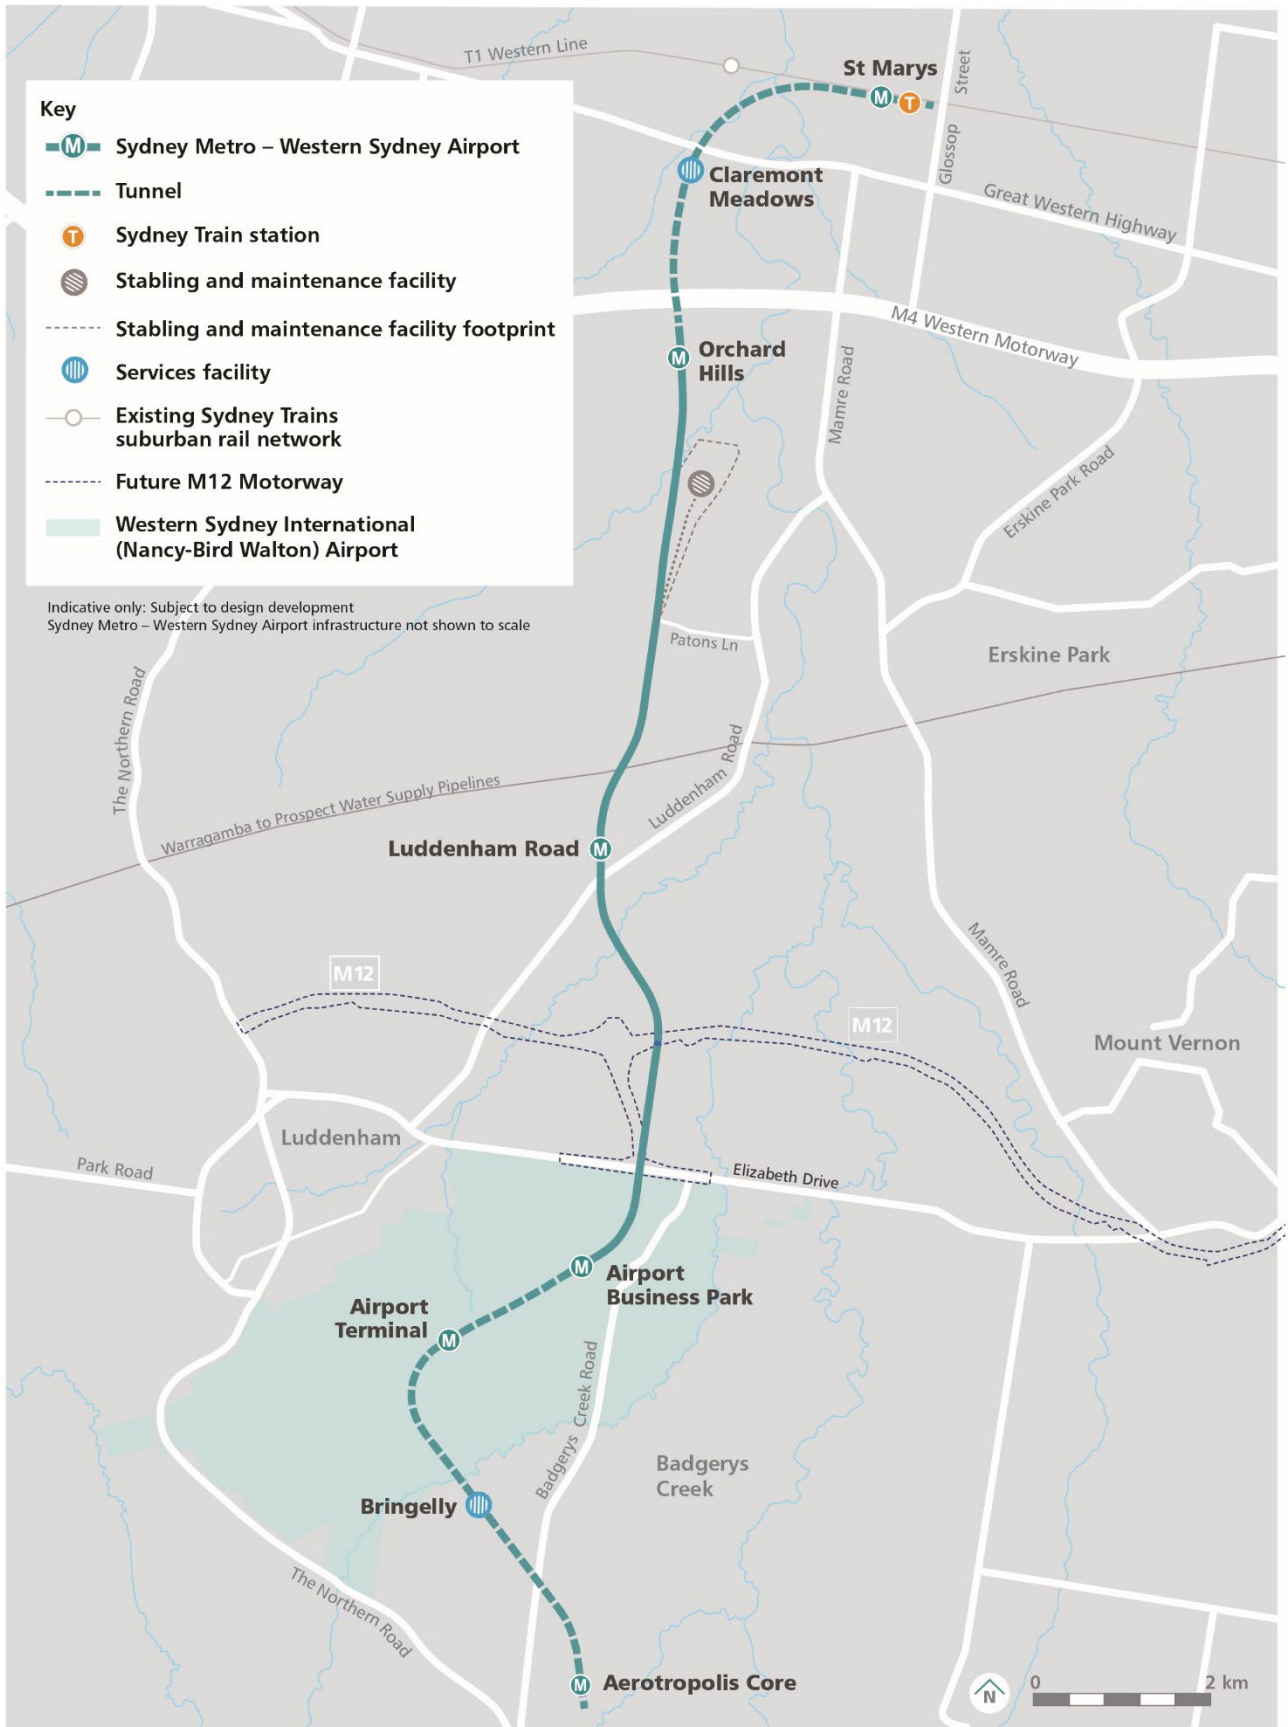 T1 Western Line
St Marys
M
T
Glossop Street
Key
M
Sydney Metro – Western Sydney Airport
Tunnel
T
Sydney Train station
Stabling and maintenance facility
Stabling and maintenance facility footprint
Services facility
Existing Sydney Trains
suburban rail network
Future M12 Motorway
Western Sydney International
(Nancy-Bird Walton) Airport
Indicative only: Subject to design development
Sydney Metro – Western Sydney Airport infrastructure not shown to scale
Claremont
Meadows
Great Western Highway
M4 Western Motorway
M
Orchard
Hills
Mamre Road
Erskine Park Road
Patons Ln
Erskine Park
The Northern Road
Warragamba to Prospect Water Supply Pipelines
Luddenham Road
Luddenham Road
M
Mamre Road
M12
M12
Mount Vernon
Luddenham
Park Road
Elizabeth Drive
M
Airport
Business Park
Airport
Terminal
M
Badgerys Creek Road
Badgerys
Creek
Bringelly
The Northern Road
M
Aerotropolis Core
N
0
2 km